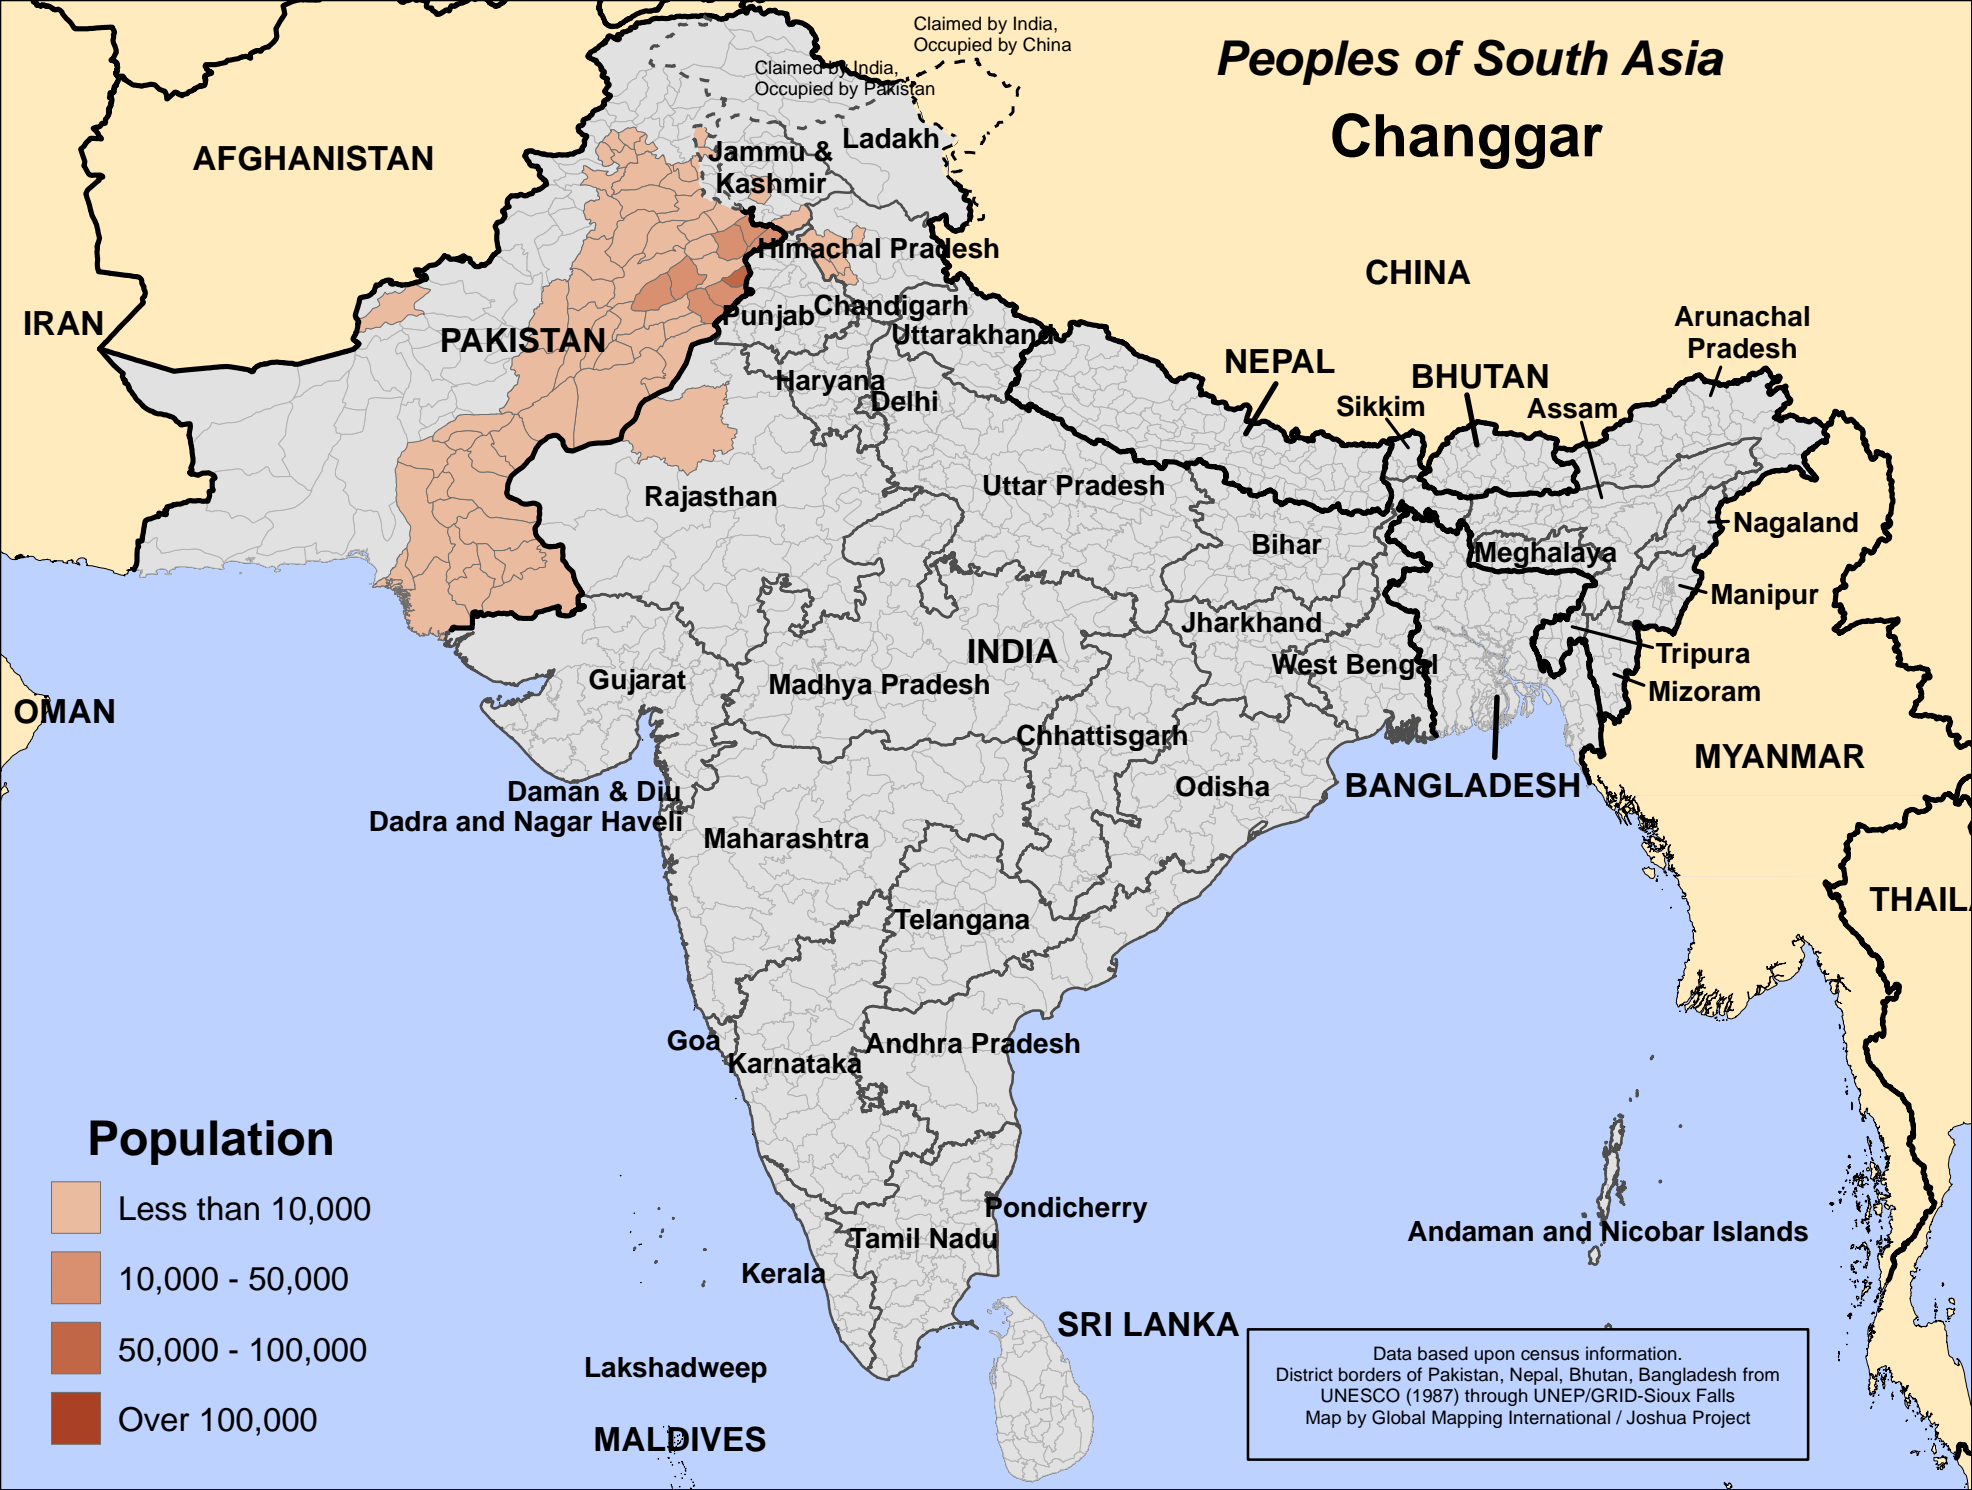 Claimed by India,
Occupied by China
Peoples of South Asia
Changgar
Claimed by India,
Occupied by Pakistan
Ladakh
Jammu &
Kashmir
AFGHANISTAN
Himachal Pradesh
CHINA
IRAN
PAKISTAN
Punjab
Chandigarh
Uttarakhand
Arunachal
Pradesh
NEPAL
BHUTAN
Haryana
Delhi
Sikkim
Assam
Rajasthan
Uttar Pradesh
Bihar
Nagaland
Meghalaya
Manipur
Jharkhand
INDIA
West Bengal
Tripura
Mizoram
Gujarat
Madhya Pradesh
OMAN
Chhattisgarh
MYANMAR
Odisha
BANGLADESH
Daman & Diu
Dadra and Nagar Haveli
Maharashtra
Telangana
THAIL
Goa
Karnataka
Andhra Pradesh
Pondicherry
Tamil Nadu
Kerala
Andaman and Nicobar Islands
SRI LANKA
Lakshadweep
MALDIVES
Population
Less than 10,000
10,000 - 50,000
50,000 - 100,000
Over 100,000
Data based upon census information.
District borders of Pakistan, Nepal, Bhutan, Bangladesh from
UNESCO (1987) through UNEP/GRID-Sioux Falls
Map by Global Mapping International / Joshua Project